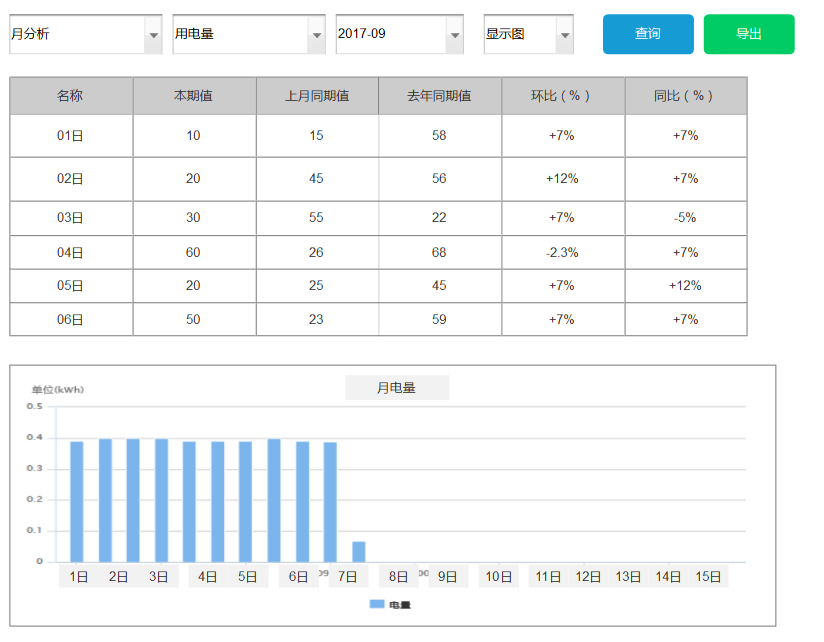 月分析 用电量 2017-09 显示图 查询 导出
名称 本期值 上月同期值 去年同期值 环比（%） 同比（%）
01日 10 15 58 +7% +7%
02日 20 45 56 +12% +7%
03日 30 55 22 +7% -5%
04日 60 26 68 -2.3% +7%
05日 20 25 45 +7% +12%
06日 50 23 59 +7% +7%
月电量
单位(kWh)
0.5
0.4
0.3
0.2
0.1
0
1日 2日 3日 4日 5日 6日 09 7日 8日 00 9日 10日 11日 12日 13日 14日 15日
电量